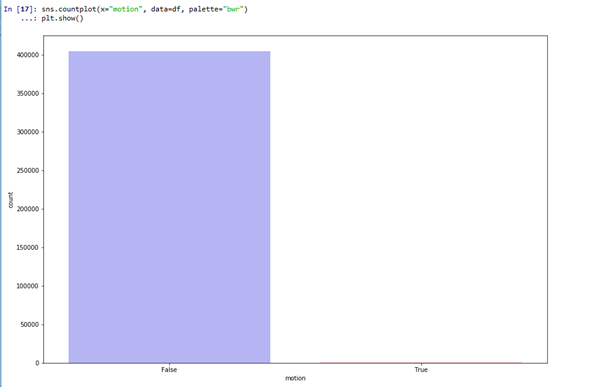 In [17]: sns.countplot(x="motion", data=df, palette="bwr")
...: plt.show()
400000
350000
300000
250000
200000
150000
100000
50000
0
count
False True
motion